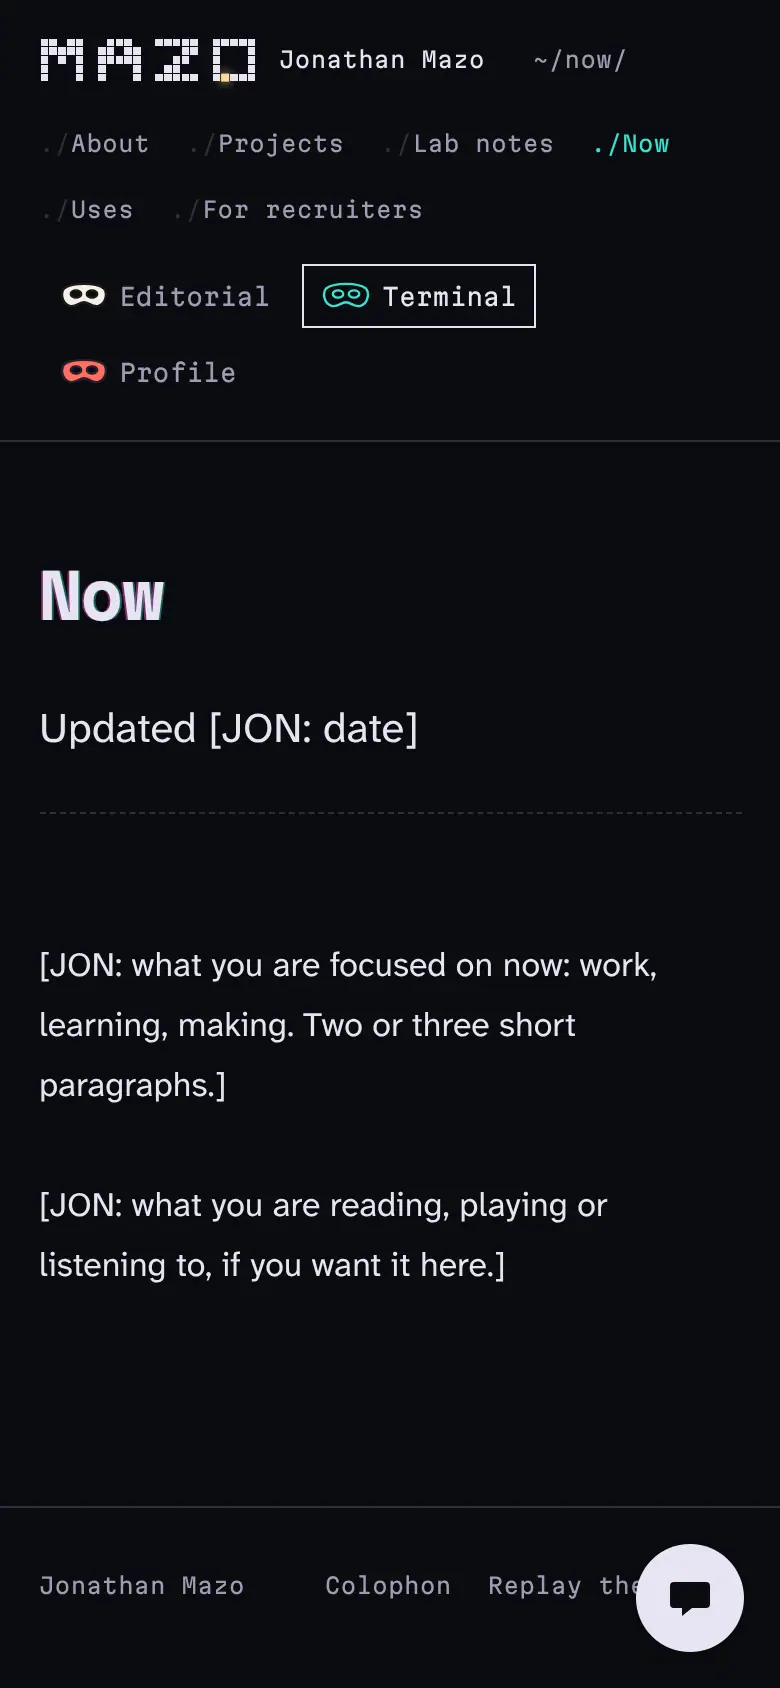 MAZO Jonathan Mazo ~/now/
./About ./Projects ./Lab notes ./Now
./Uses ./For recruiters
Editorial Terminal
Profile
Now
Updated [JON: date]
[JON: what you are focused on now: work,
learning, making. Two or three short
paragraphs.]
[JON: what you are reading, playing or
listening to, if you want it here.]
Jonathan Mazo Colophon Replay the